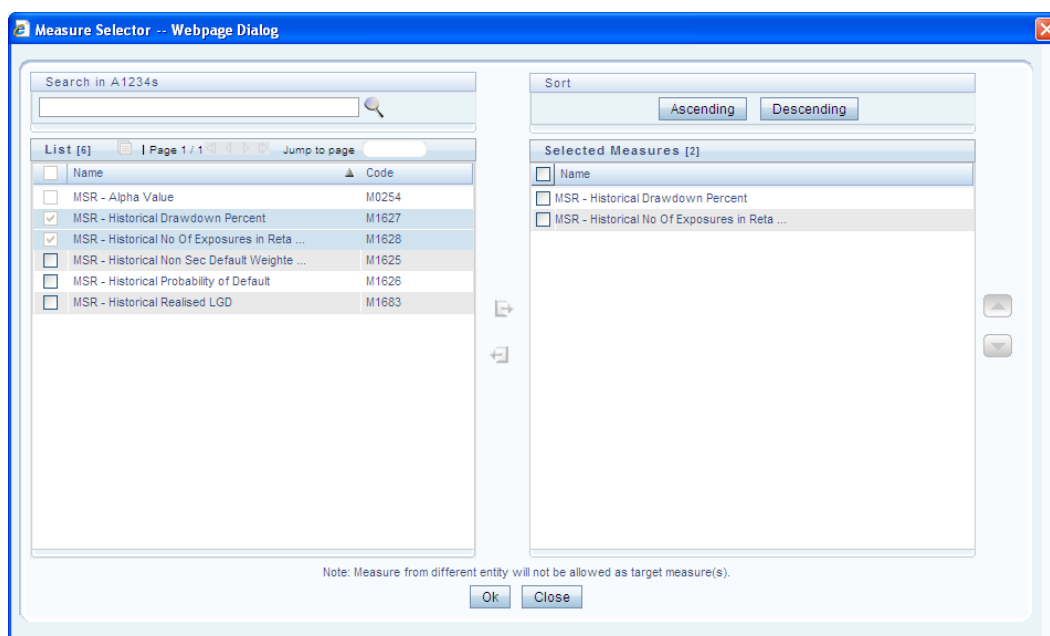 Measure Selector -- Webpage Dialog
Search in A1234s
Sort
Ascending Descending
List [6] | Page 1 / 1 Jump to page
Name Code
MSR - Alpha Value M0254
MSR - Historical Drawdown Percent M1627
MSR - Historical No Of Exposures in Reta ... M1628
MSR - Historical Non Sec Default Weighte ... M1625
MSR - Historical Probability of Default M1626
MSR - Historical Realised LGD M1683
Selected Measures [2]
Name
MSR - Historical Drawdown Percent
MSR - Historical No Of Exposures in Reta ...
Note: Measure from different entity will not be allowed as target measure(s).
Ok Close